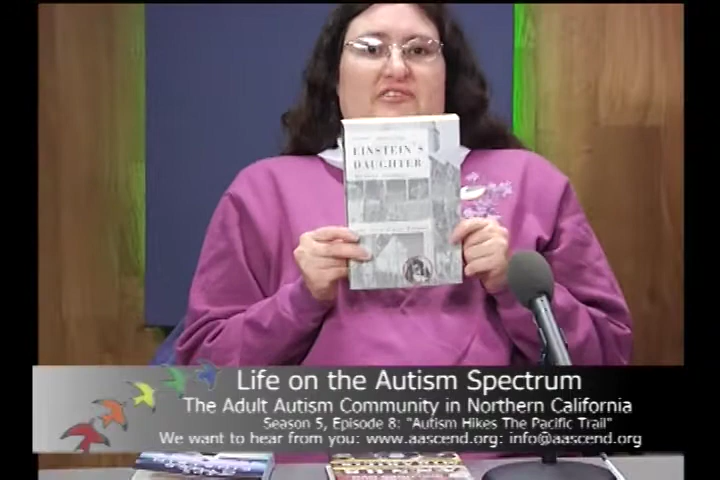 EINSTEIN'S
DAUGHTER
Life on the Autism Spectrum
The Adult Autism Community in Northern California
Season 5, Episode 8: "Autism Hikes The Pacific Trail"
We want to hear from you: www.aascend.org: info@aascend.org